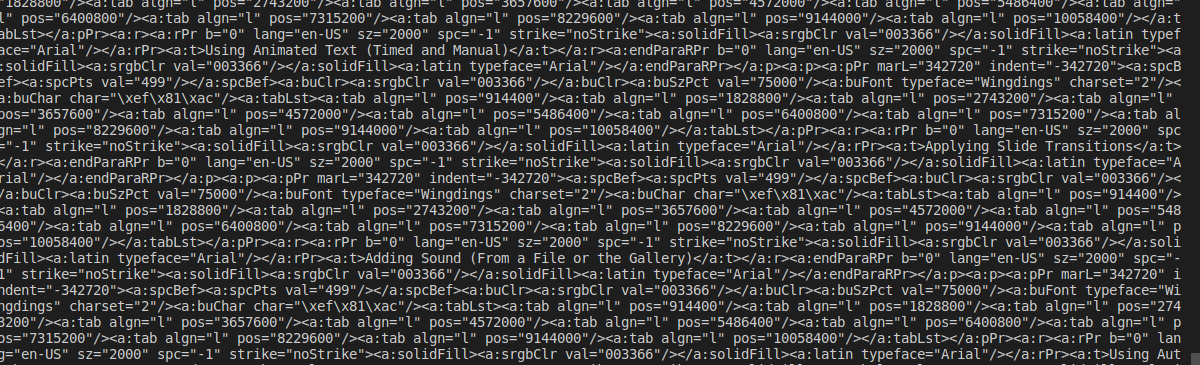 "1828800"/><a:tab algn="l" pos="2743200"/><a:tab algn="l" pos="3657600"/><a:tab algn="l" pos="4572000"/><a:tab algn="l" pos="5486400"/><a:tab algn="
l" pos="6400800"/><a:tab algn="l" pos="7315200"/><a:tab algn="l" pos="8229600"/><a:tab algn="l" pos="9144000"/><a:tab algn="l" pos="10058400"/></a:t
abLst></a:pPr><a:r><a:rPr b="0" lang="en-US" sz="2000" spc="-1" strike="noStrike"><a:solidFill><a:srgbClr val="003366"/></a:solidFill><a:latin typef
ace="Arial"/></a:rPr><a:t>Using Animated Text (Timed and Manual)</a:t></a:r><a:endParaRPr b="0" lang="en-US" sz="2000" spc="-1" strike="noStrike"><a
:solidFill><a:srgbClr val="003366"/></a:solidFill><a:latin typeface="Arial"/></a:endParaRPr></a:p><a:p><a:pPr marL="342720" indent="-342720"><a:spcB
ef><a:spcPts val="499"/></a:spcBef><a:buClr><a:srgbClr val="003366"/></a:buClr><a:buSzPct val="75000"/><a:buFont typeface="Wingdings" charset="2"/><
a:buChar char="\xef\x81\xac"/><a:tabLst><a:tab algn="l" pos="914400"/><a:tab algn="l" pos="1828800"/><a:tab algn="l" pos="2743200"/><a:tab algn="l"
pos="3657600"/><a:tab algn="l" pos="4572000"/><a:tab algn="l" pos="5486400"/><a:tab algn="l" pos="6400800"/><a:tab algn="l" pos="7315200"/><a:tab al
gn="l" pos="8229600"/><a:tab algn="l" pos="9144000"/><a:tab algn="l" pos="10058400"/></a:tabLst></a:pPr><a:r><a:rPr b="0" lang="en-US" sz="2000" spc
="-1" strike="noStrike"><a:solidFill><a:srgbClr val="003366"/></a:solidFill><a:latin typeface="Arial"/></a:rPr><a:t>Applying Slide Transitions</a:t>
</a:r><a:endParaRPr b="0" lang="en-US" sz="2000" spc="-1" strike="noStrike"><a:solidFill><a:srgbClr val="003366"/></a:solidFill><a:latin typeface="A
rial"/></a:endParaRPr></a:p><a:p><a:pPr marL="342720" indent="-342720"><a:spcBef><a:spcPts val="499"/></a:spcBef><a:buClr><a:srgbClr val="003366"/><
/a:buClr><a:buSzPct val="75000"/><a:buFont typeface="Wingdings" charset="2"/><a:buChar char="\xef\x81\xac"/><a:tabLst><a:tab algn="l" pos="914400"/>
<a:tab algn="l" pos="1828800"/><a:tab algn="l" pos="2743200"/><a:tab algn="l" pos="3657600"/><a:tab algn="l" pos="4572000"/><a:tab algn="l" pos="548
6400"/><a:tab algn="l" pos="6400800"/><a:tab algn="l" pos="7315200"/><a:tab algn="l" pos="8229600"/><a:tab algn="l" pos="9144000"/><a:tab algn="l" p
os="10058400"/></a:tabLst></a:pPr><a:r><a:rPr b="0" lang="en-US" sz="2000" spc="-1" strike="noStrike"><a:solidFill><a:srgbClr val="003366"/></a:soli
dFill><a:latin typeface="Arial"/></a:rPr><a:t>Adding Sound (From a File or the Gallery)</a:t></a:r><a:endParaRPr b="0" lang="en-US" sz="2000" spc="-
1" strike="noStrike"><a:solidFill><a:srgbClr val="003366"/></a:solidFill><a:latin typeface="Arial"/></a:endParaRPr></a:p><a:p><a:pPr marL="342720" i
ndent="-342720"><a:spcBef><a:spcPts val="499"/></a:spcBef><a:buClr><a:srgbClr val="003366"/></a:buClr><a:buSzPct val="75000"/><a:buFont typeface="Wi
ngdings" charset="2"/><a:buChar char="\xef\x81\xac"/><a:tabLst><a:tab algn="l" pos="914400"/><a:tab algn="l" pos="1828800"/><a:tab algn="l" pos="274
3200"/><a:tab algn="l" pos="3657600"/><a:tab algn="l" pos="4572000"/><a:tab algn="l" pos="5486400"/><a:tab algn="l" pos="6400800"/><a:tab algn="l" p
os="7315200"/><a:tab algn="l" pos="8229600"/><a:tab algn="l" pos="9144000"/><a:tab algn="l" pos="10058400"/></a:tabLst></a:pPr><a:r><a:rPr b="0" lan
g="en-US" sz="2000" spc="-1" strike="noStrike"><a:solidFill><a:srgbClr val="003366"/></a:solidFill><a:latin typeface="Arial"/></a:rPr><a:t>Using Aut